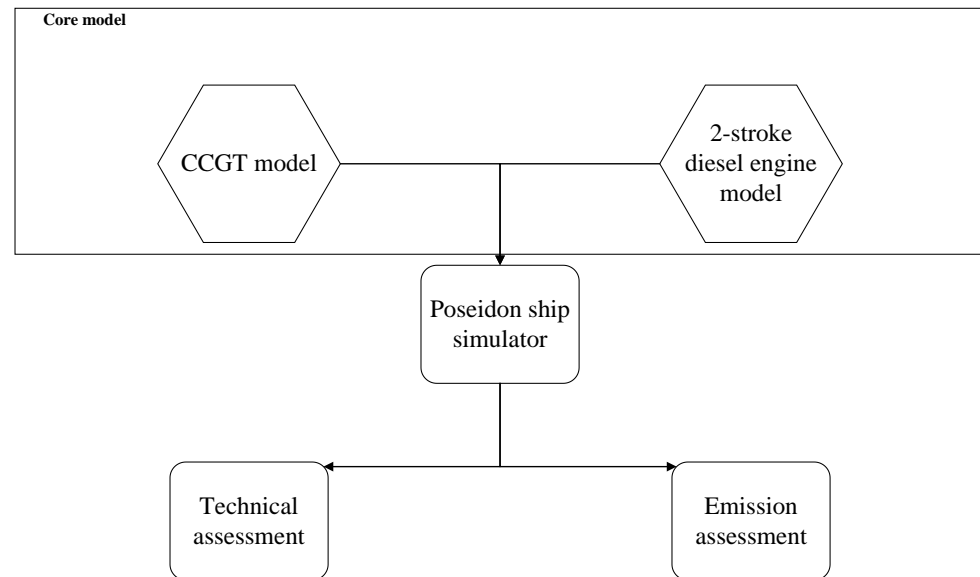 Core model
CCGT model
2-stroke
diesel engine
model
Poseidon ship
simulator
Technical
assessment
Emission
assessment